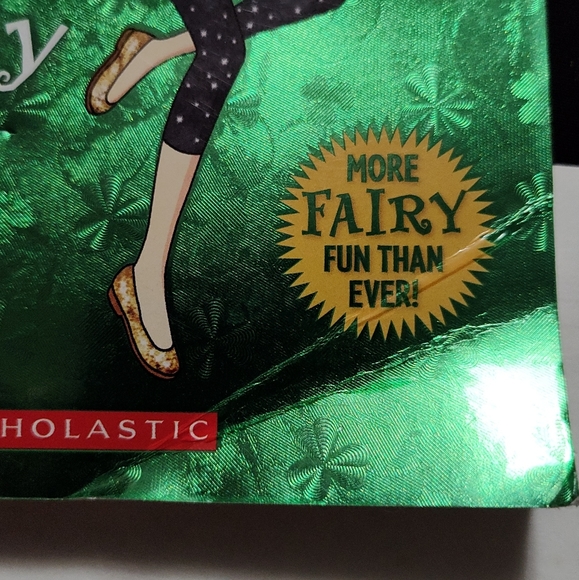 y
MORE
FAIRY
FUN THAN
EVER!
HOLASTIC